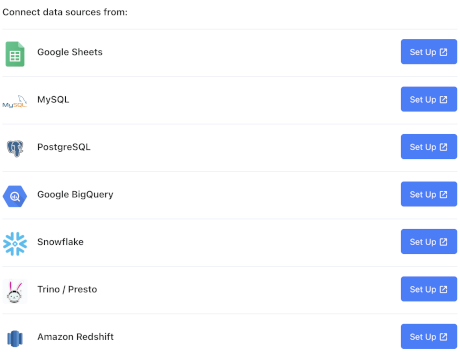 Connect data sources from:
Google Sheets Set Up
MySQL MySQL Set Up
PostgreSQL Set Up
Google BigQuery Set Up
Snowflake Set Up
Trino / Presto Set Up
Amazon Redshift Set Up